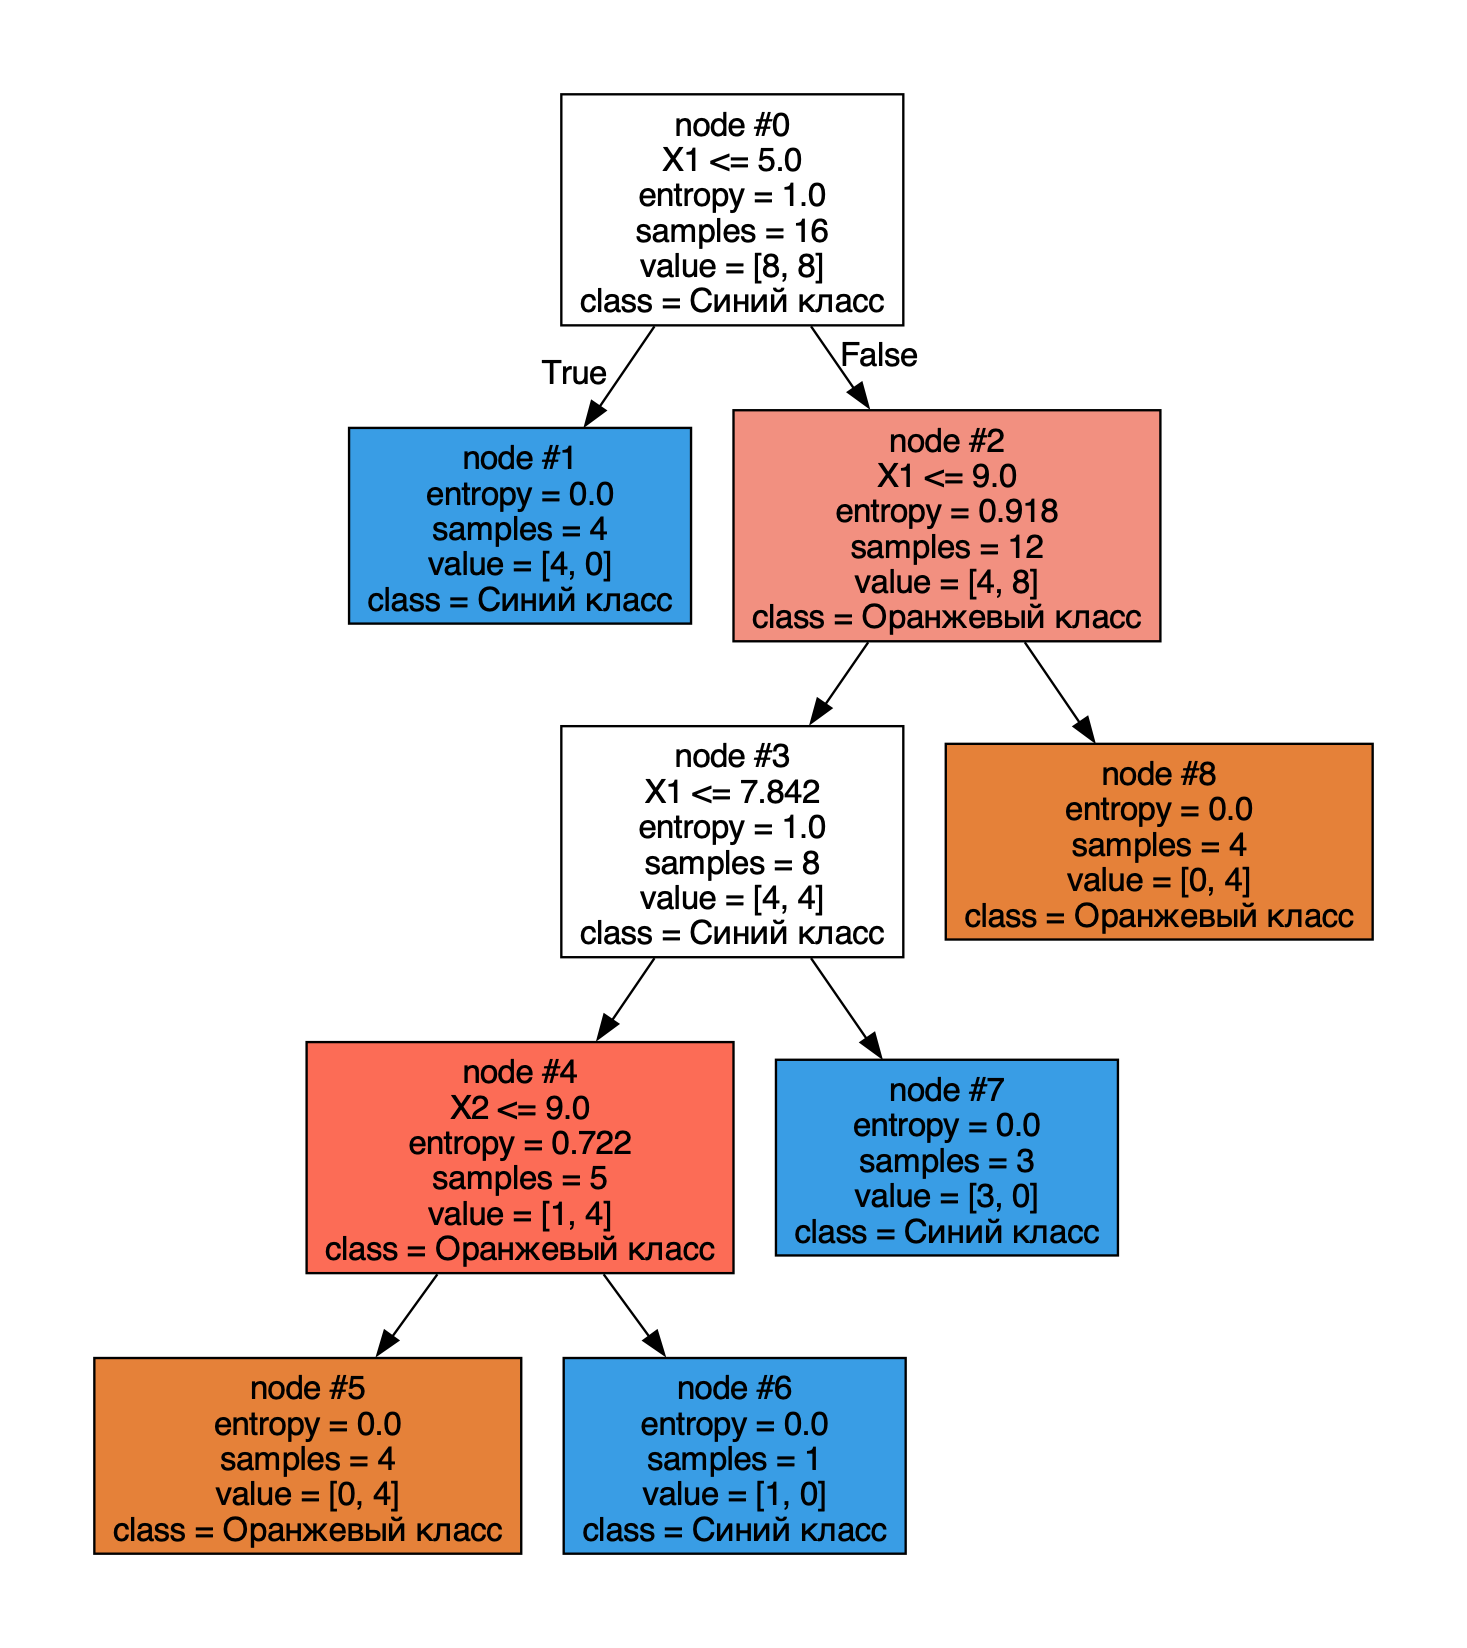 node #0
X1 <= 5.0
entropy = 1.0
samples = 16
value = [8, 8]
class = Синий класс
True
False
node #1
entropy = 0.0
samples = 4
value = [4, 0]
class = Синий класс
node #2
X1 <= 9.0
entropy = 0.918
samples = 12
value = [4, 8]
class = Оранжевый класс
node #3
X1 <= 7.842
entropy = 1.0
samples = 8
value = [4, 4]
class = Синий класс
node #8
entropy = 0.0
samples = 4
value = [0, 4]
class = Оранжевый класс
node #4
X2 <= 9.0
entropy = 0.722
samples = 5
value = [1, 4]
class = Оранжевый класс
node #7
entropy = 0.0
samples = 3
value = [3, 0]
class = Синий класс
node #5
entropy = 0.0
samples = 4
value = [0, 4]
class = Оранжевый класс
node #6
entropy = 0.0
samples = 1
value = [1, 0]
class = Синий класс